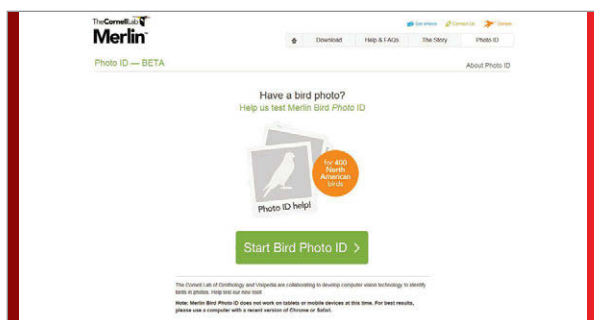 TheCornellLab
Merlin
Get Merlin Contact Us Donate
Download Help & FAQs The Story Photo ID
Photo ID — BETA
About Photo ID
Have a bird photo?
Help us test Merlin Bird Photo ID
for 400
North
American
birds
Photo ID help!
Start Bird Photo ID >
The Cornell Lab of Ornithology and Visipedia are collaborating to develop computer vision technology to identify
birds in photos. Help test our new tool!
Note: Merlin Bird Photo ID does not work on tablets or mobile devices at this time. For best results,
please use a computer with a recent version of Chrome or Safari.